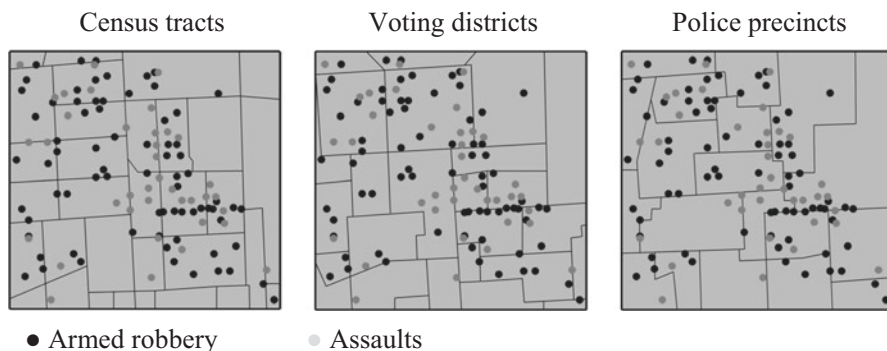 Census tracts
Voting districts
Police precincts
Armed robbery
Assaults